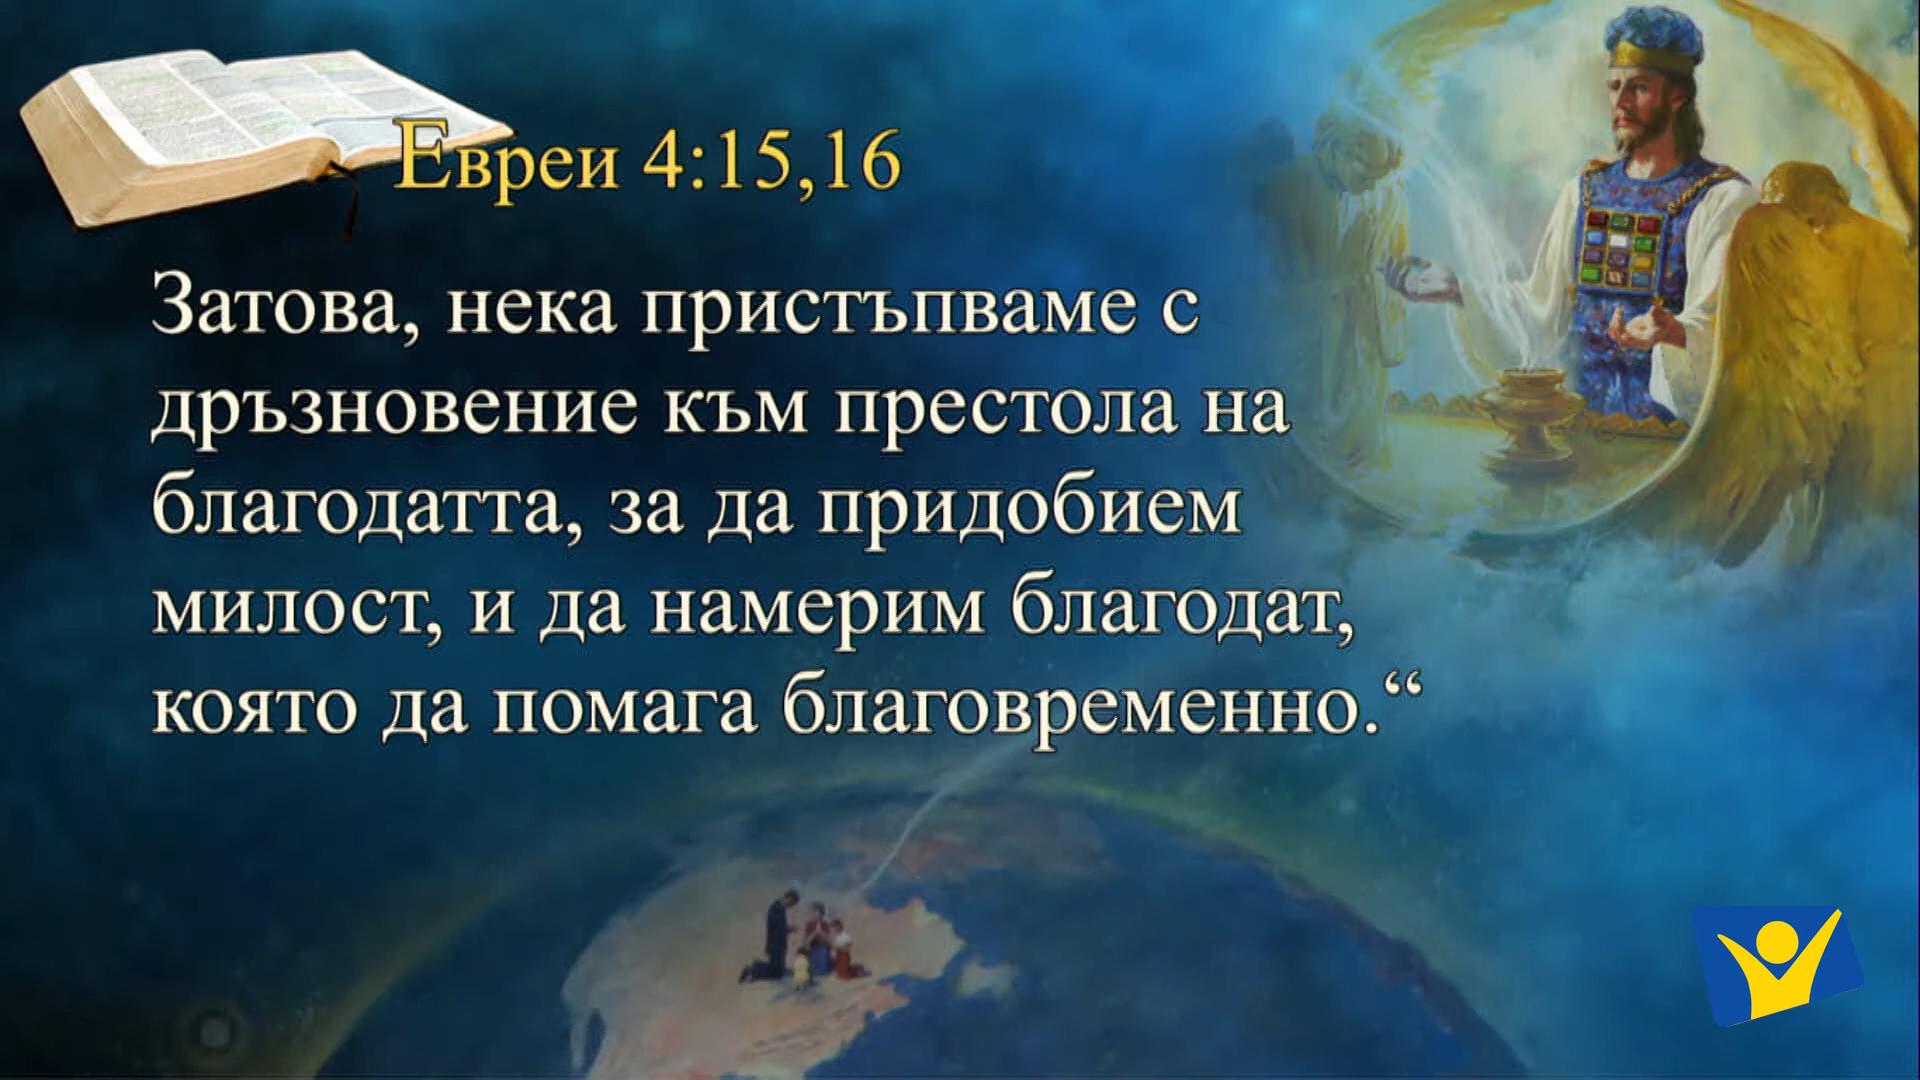 Евреи 4:15,16
Затова, нека пристъпваме с
дръзновение към престола на
благодатта, за да придобием
милост, и да намерим благодат,
която да помага благовременно.“